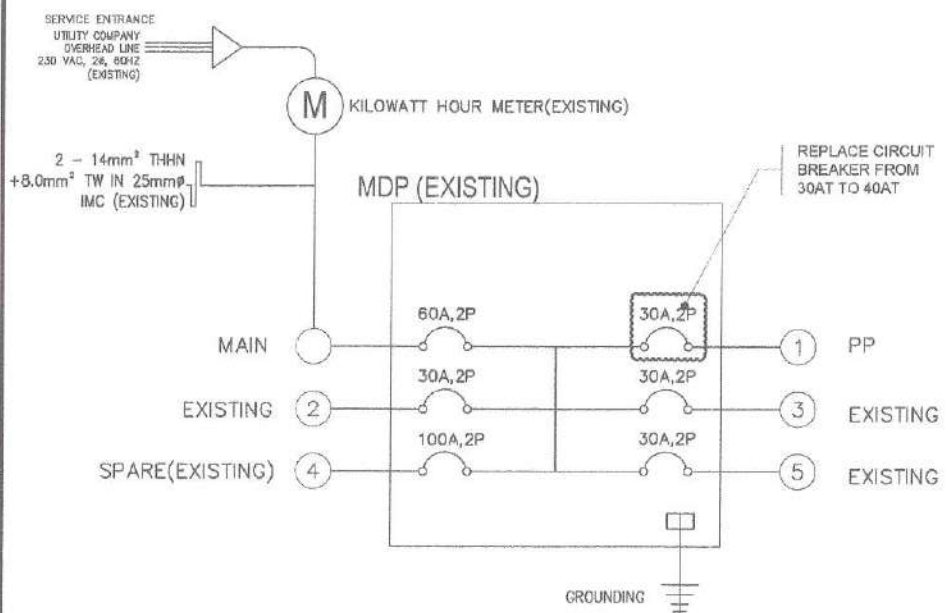 SERVICE ENTRANCE
UTILITY COMPANY
OVERHEAD LINE
230 VAC, 2ø, 60HZ
(EXISTING)
M
KILOWATT HOUR METER(EXISTING)
2 - 14mm² THHN
+8.0mm² TW IN 25mmø
IMC (EXISTING)
REPLACE CIRCUIT
BREAKER FROM
30AT TO 40AT
MDP (EXISTING)
60A,2P
30A,2P
MAIN
1
PP
30A,2P
30A,2P
EXISTING
2
3
EXISTING
100A,2P
30A,2P
SPARE(EXISTING)
4
5
EXISTING
GROUNDING